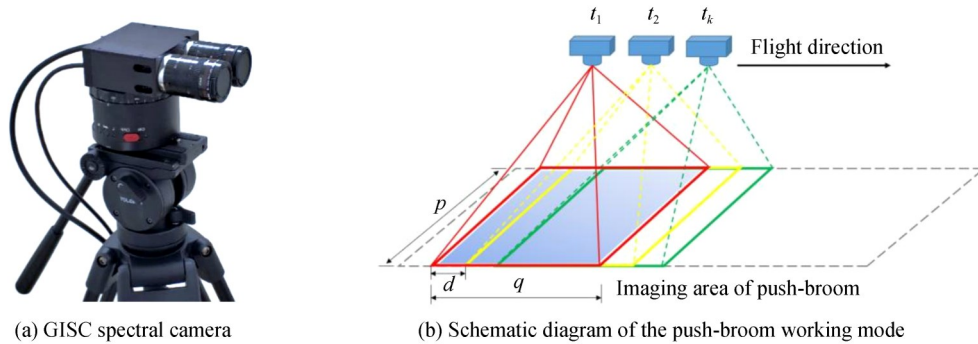 t1 t2 tk
Flight direction
p
d
q
Imaging area of push-broom
(a) GISC spectral camera
(b) Schematic diagram of the push-broom working mode